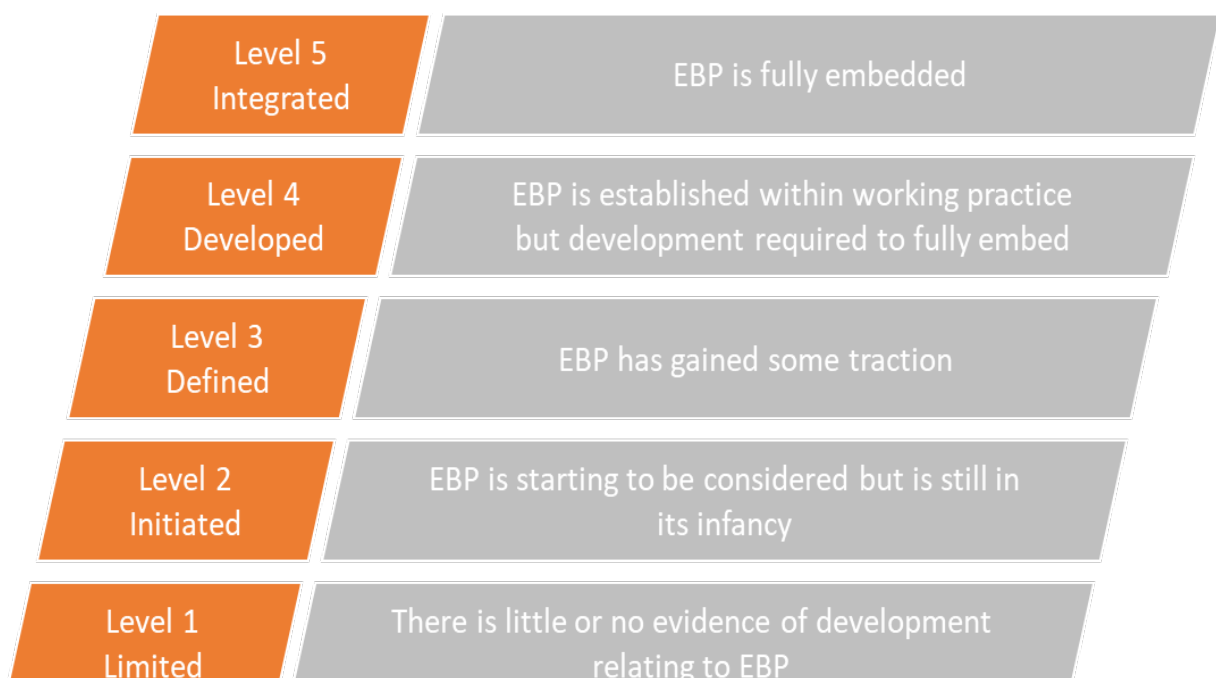 Level 5
Integrated
EBP is fully embedded
Level 4
Developed
EBP is established within working practice
but development required to fully embed
Level 3
Defined
EBP has gained some traction
Level 2
Initiated
EBP is starting to be considered but is still in
its infancy
Level 1
Limited
There is little or no evidence of development
relating to EBP